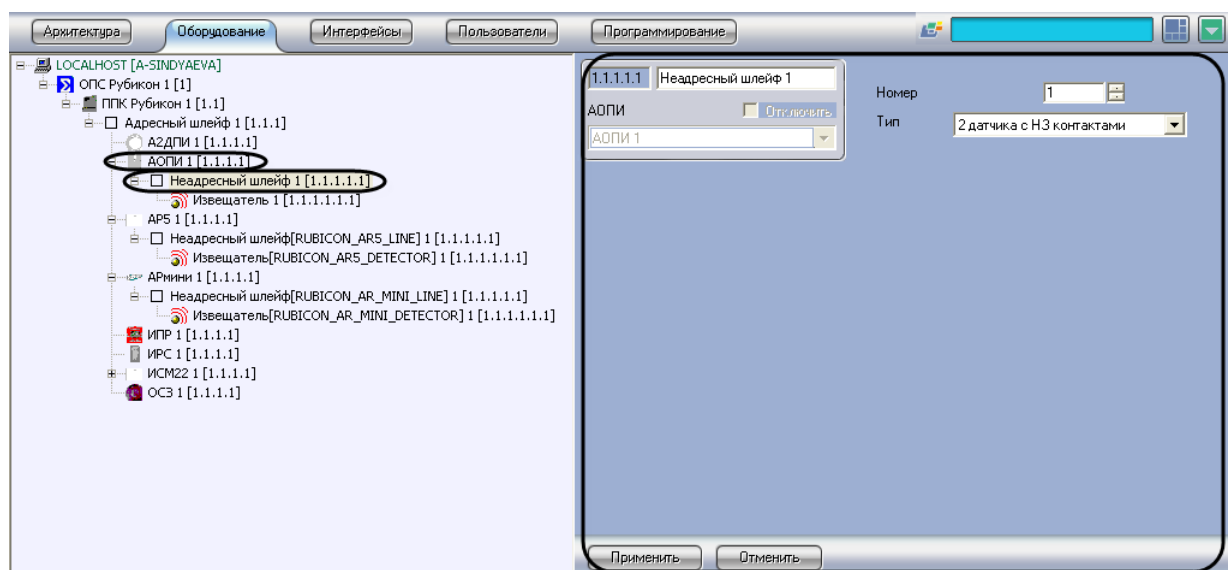 Архитектура Оборудование Интерфейсы Пользователи Программирование
LOCALHOST [A-SINDYAEVA]
ОПС Рубикон 1 [1]
ППК Рубикон 1 [1.1]
Адресный шлейф 1 [1.1.1]
А2ДПИ 1 [1.1.1.1]
АОПИ 1 [1.1.1.1]
Неадресный шлейф 1 [1.1.1.1.1]
Извещатель 1 [1.1.1.1.1.1]
АР5 1 [1.1.1.1]
Неадресный шлейф[RUBICON_AR5_LINE] 1 [1.1.1.1.1]
Извещатель[RUBICON_AR5_DETECTOR] 1 [1.1.1.1.1.1]
АРмини 1 [1.1.1.1]
Неадресный шлейф[RUBICON_AR_MINI_LINE] 1 [1.1.1.1.1]
Извещатель[RUBICON_AR_MINI_DETECTOR] 1 [1.1.1.1.1.1]
ИПР 1 [1.1.1.1]
ИРС 1 [1.1.1.1]
ИСМ22 1 [1.1.1.1]
ОСЗ 1 [1.1.1.1]
1.1.1.1.1 Неадресный шлейф 1
АОПИ Отключить
АОПИ 1
Номер 1
Тип 2 датчика с НЗ контактами
Применить Отменить